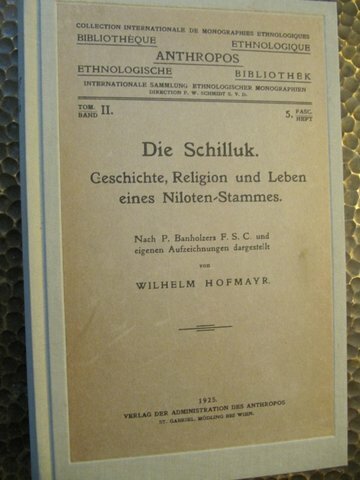 COLLECTION INTERNATIONALE DE MONOGRAPHIES ETHNOLOGIQUES
BIBLIOTHÈQUE ETHNOLOGIQUE
ANTHROPOS
ETHNOLOGISCHE BIBLIOTHEK
INTERNATIONALE SAMMLUNG ETHNOLOGISCHER MONOGRAPHIEN
DIRECTION P. W. SCHMIDT S. V. D.
TOM. BAND II. 5. FASC. HEFT
Die Schilluk.
Geschichte, Religion und Leben
eines Niloten-Stammes.
Nach P. Banholzers F. S. C. und
eigenen Aufzeichnungen dargestellt
von
WILHELM HOFMAYR.
1925.
VERLAG DER ADMINISTRATION DES ANTHROPOS
ST. GABRIEL, MÖDLING BEI WIEN.